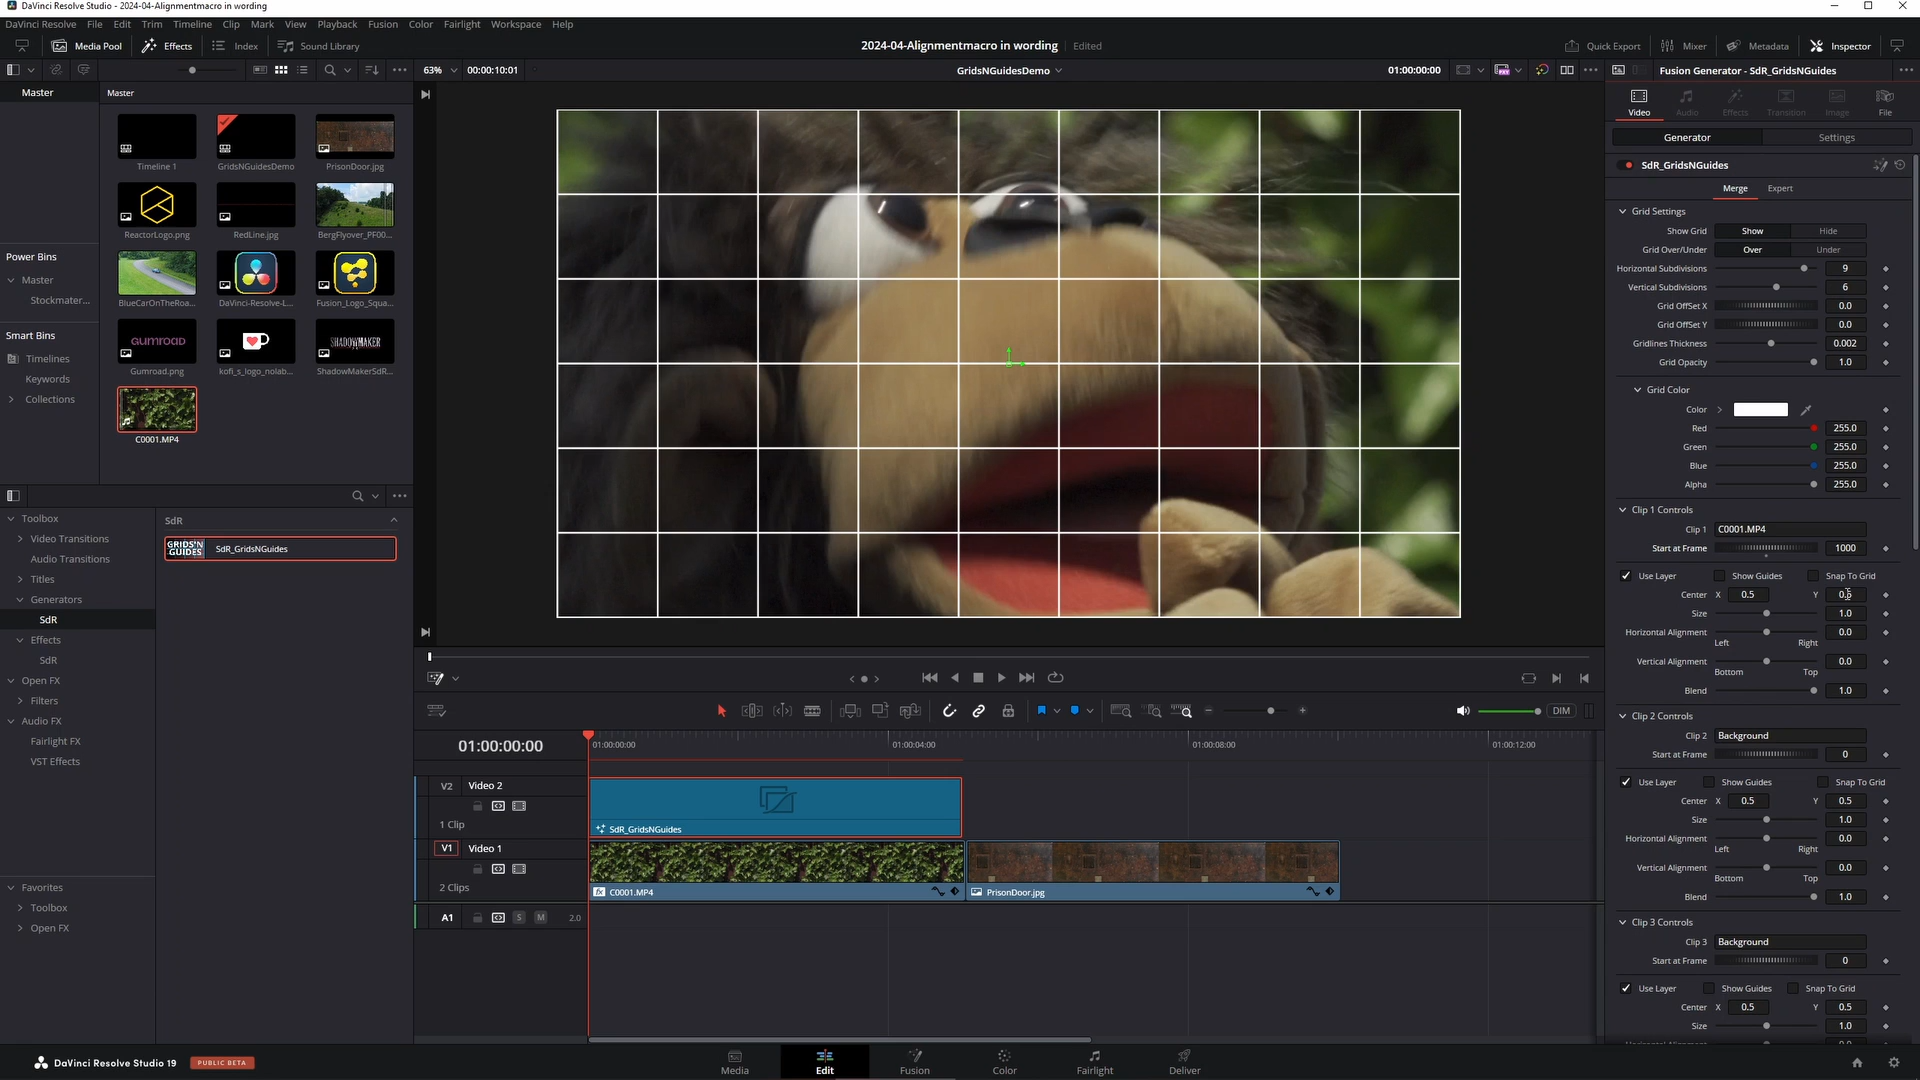 DaVinci Resolve Studio - 2024-04-Alignmentmacro in wording
DaVinci Resolve File Edit Trim Timeline Clip Mark View Playback Fusion Color Fairlight Workspace Help
Media Pool Effects Index Sound Library
2024-04-Alignmentmacro in wording Edited
Quick Export Mixer Metadata Inspector
63% 00:00:10:01
GridsNGuidesDemo
01:00:00:00
Fusion Generator - SdR_GridsNGuides
Master
Master
Timeline 1
GridsNGuidesDemo
PrisonDoor.jpg
ReactorLogo.png
RedLine.jpg
BergFlyover_PF00...
BlueCarOnTheRoa...
DaVinci-Resolve-L...
Fusion_Logo_Squa...
GUMROAD
SHADOWMAKER
Gumroad.png
kofi_s_logo_nolab...
ShadowMakerSdR...
C0001.MP4
Power Bins
Master
Stockmater...
Smart Bins
Timelines
Keywords
Collections
Toolbox
Video Transitions
Audio Transitions
Titles
Generators
SdR
Effects
SdR
Open FX
Filters
Audio FX
Fairlight FX
VST Effects
Favorites
Toolbox
Open FX
SdR
GRIDS'N
GUIDES
SdR_GridsNGuides
Video Audio Effects Transition Image File
Generator Settings
SdR_GridsNGuides
Merge Expert
Grid Settings
Show Grid Show Hide
Grid Over/Under Over Under
Horizontal Subdivisions 9
Vertical Subdivisions 6
Grid OffSet X 0.0
Grid OffSet Y 0.0
Gridlines Thickness 0.002
Grid Opacity 1.0
Grid Color
Color
Red 255.0
Green 255.0
Blue 255.0
Alpha 255.0
Clip 1 Controls
Clip 1 C0001.MP4
Start at Frame 1000
Use Layer Show Guides Snap To Grid
Center X 0.5 Y
Size 1.0
Horizontal Alignment 0.0
Left Right
Vertical Alignment 0.0
Bottom Top
Blend 1.0
Clip 2 Controls
Clip 2 Background
Start at Frame 0
Use Layer Show Guides Snap To Grid
Center X 0.5 Y 0.5
Size 1.0
Horizontal Alignment 0.0
Left Right
Vertical Alignment 0.0
Bottom Top
Blend 1.0
Clip 3 Controls
Clip 3 Background
Start at Frame 0
Use Layer Show Guides Snap To Grid
Center X 0.5 Y 0.5
Size 1.0
DIM
01:00:00:00
01:00:00:00 01:00:04:00 01:00:08:00 01:00:12:00
V2 Video 2
1 Clip
SdR_GridsNGuides
V1 Video 1
2 Clips
fx C0001.MP4
PrisonDoor.jpg
A1 S M 2.0
DaVinci Resolve Studio 19 PUBLIC BETA
Media Edit Fusion Color Fairlight Deliver